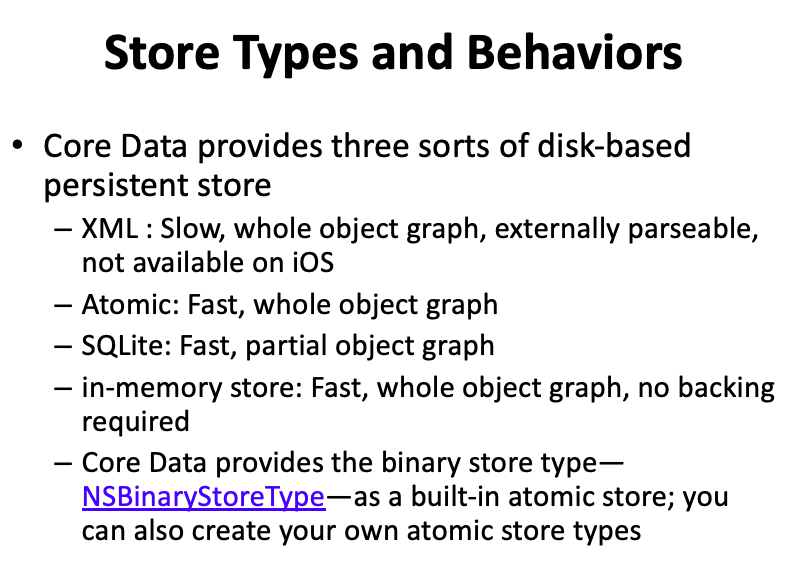 Store Types and Behaviors
• Core Data provides three sorts of disk-based
persistent store
– XML : Slow, whole object graph, externally parseable,
not available on iOS
– Atomic: Fast, whole object graph
– SQLite: Fast, partial object graph
– in-memory store: Fast, whole object graph, no backing
required
– Core Data provides the binary store type—
NSBinaryStoreType—as a built-in atomic store; you
can also create your own atomic store types